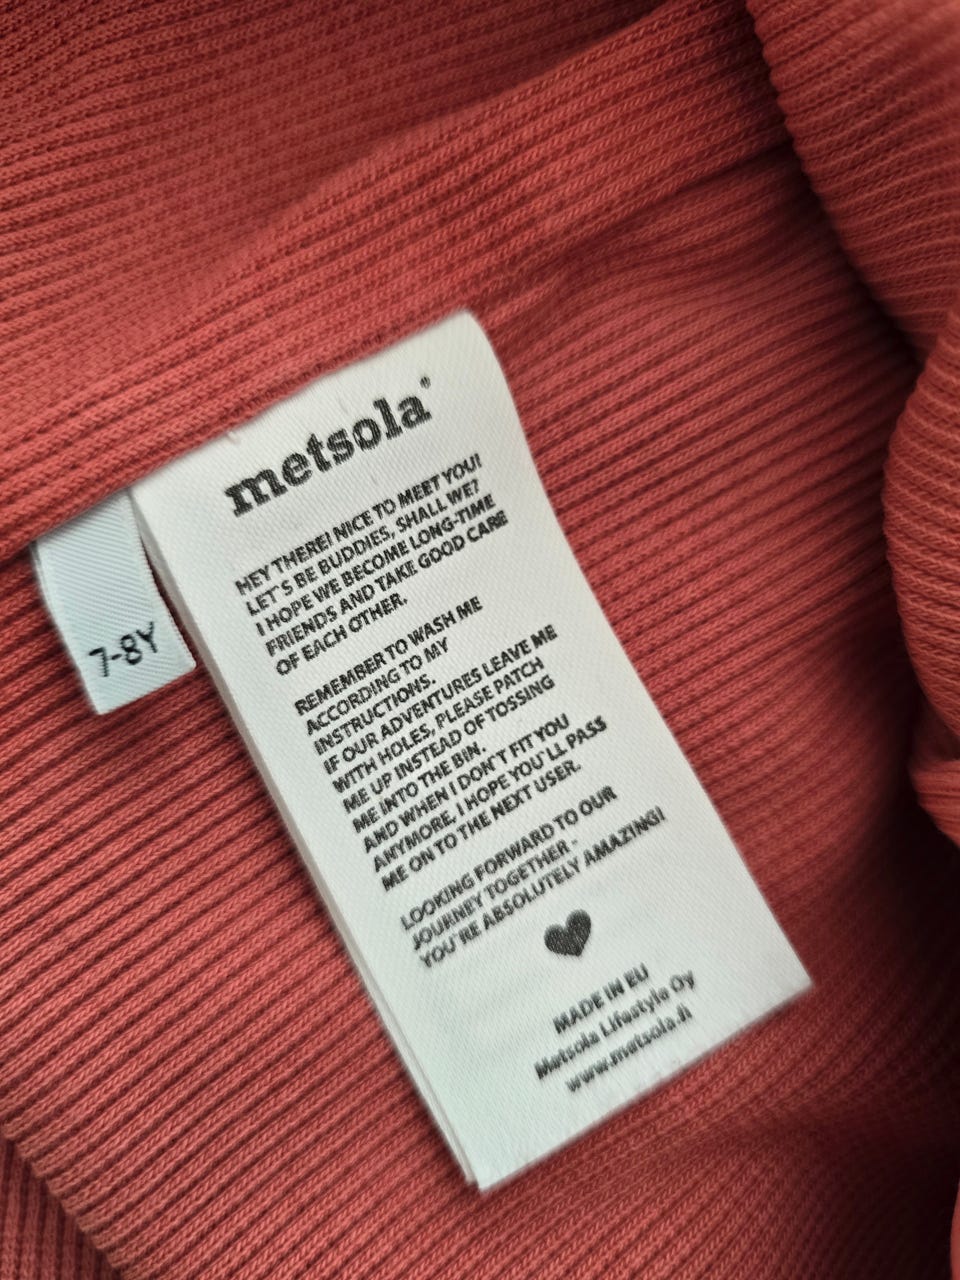 metsola®
HEY THERE! NICE TO MEET YOU!
LET'S BE BUDDIES, SHALL WE?
I HOPE WE BECOME LONG-TIME
FRIENDS AND TAKE GOOD CARE
OF EACH OTHER.
REMEMBER TO WASH ME
ACCORDING TO MY
INSTRUCTIONS.
IF OUR ADVENTURES LEAVE ME
WITH HOLES, PLEASE PATCH
ME UP INSTEAD OF TOSSING
ME INTO THE BIN.
AND WHEN I DON'T FIT YOU
ANYMORE, I HOPE YOU'LL PASS
ME ON TO THE NEXT USER.
LOOKING FORWARD TO OUR
JOURNEY TOGETHER -
YOU'RE ABSOLUTELY AMAZING!
MADE IN EU
Metsola Lifestyle Oy
www.metsola.fi
7-8Y